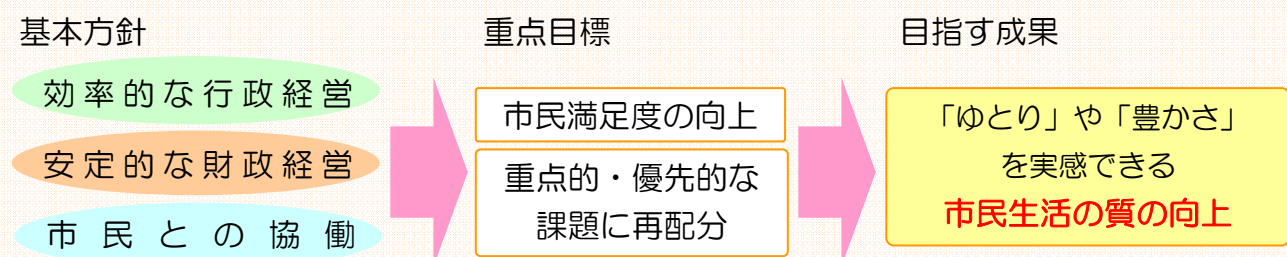 基本方針
効率的な行政経営
安定的な財政経営
市民との協働
重点目標
市民満足度の向上
重点的・優先的な
課題に再配分
目指す成果
「ゆとり」や「豊かさ」
を実感できる
市民生活の質の向上